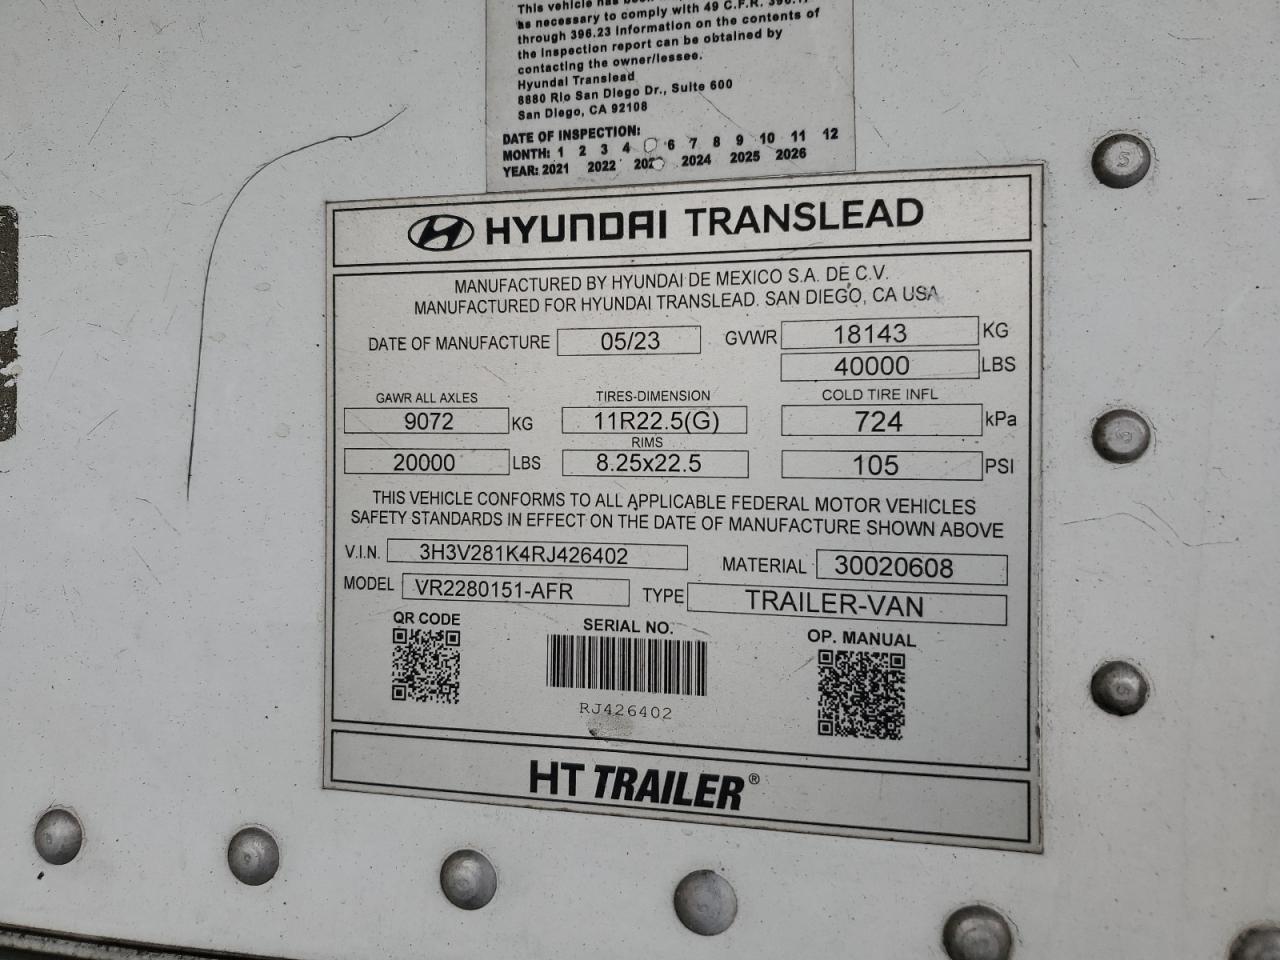 This vehicle has been
as necessary to comply with 49 C.F.R. 396.17
through 396.23 information on the contents of
the inspection report can be obtained by
contacting the owner/lessee.
Hyundai Translead
8880 Rio San Diego Dr., Suite 600
San Diego, CA 92108
DATE OF INSPECTION:
MONTH: 1 2 3 4 6 7 8 9 10 11 12
YEAR: 2021 2022 2024 2025 2026
HYUNDAI TRANSLEAD
MANUFACTURED BY HYUNDAI DE MEXICO S.A. DE C.V.
MANUFACTURED FOR HYUNDAI TRANSLEAD. SAN DIEGO, CA USA
DATE OF MANUFACTURE 05/23 GVWR 18143 KG
40000 LBS
GAWR ALL AXLES TIRES-DIMENSION COLD TIRE INFL
9072 KG 11R22.5(G) 724 kPa
RIMS
20000 LBS 8.25x22.5 105 PSI
THIS VEHICLE CONFORMS TO ALL APPLICABLE FEDERAL MOTOR VEHICLES
SAFETY STANDARDS IN EFFECT ON THE DATE OF MANUFACTURE SHOWN ABOVE
V.I.N. 3H3V281K4RJ426402 MATERIAL 30020608
MODEL VR2280151-AFR TYPE TRAILER-VAN
QR CODE SERIAL NO. OP. MANUAL
RJ426402
HT TRAILER®